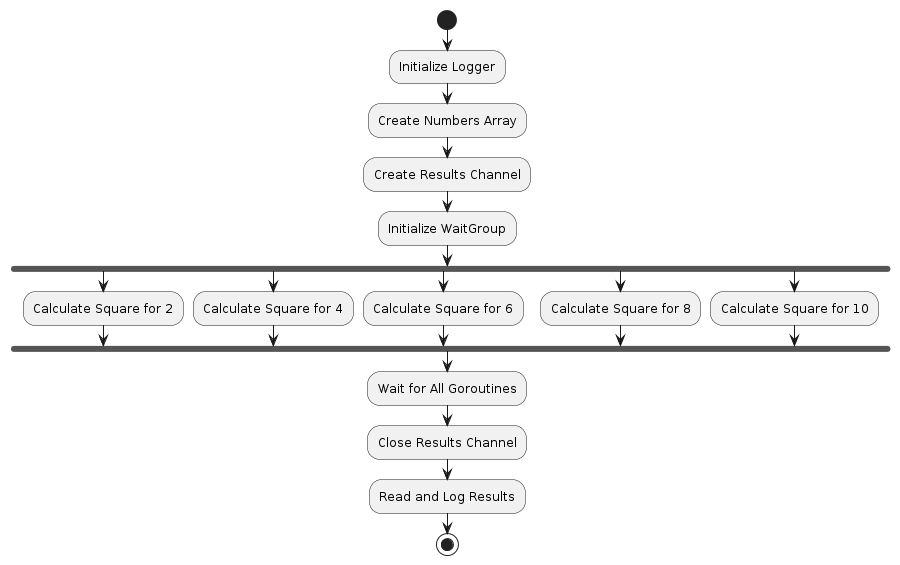 Initialize Logger
Create Numbers Array
Create Results Channel
Initialize WaitGroup
Calculate Square for 2
Calculate Square for 4
Calculate Square for 6
Calculate Square for 8
Calculate Square for 10
Wait for All Goroutines
Close Results Channel
Read and Log Results